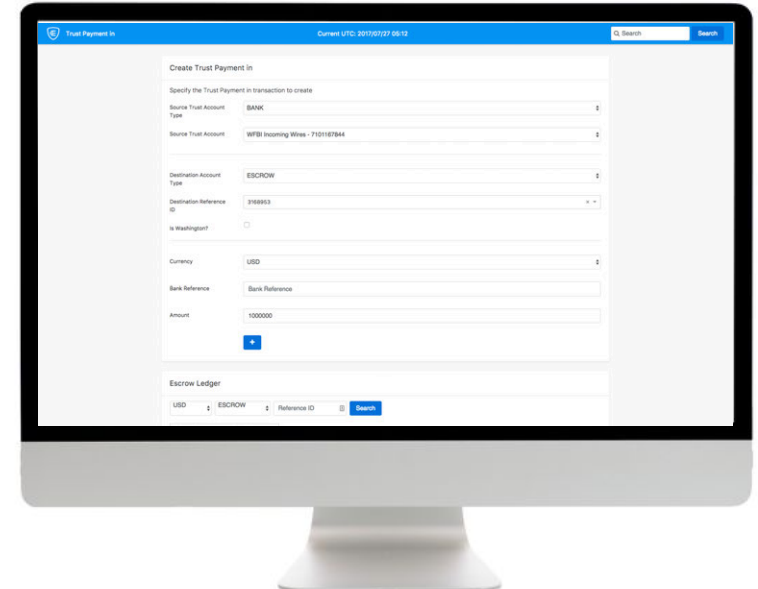 Trust Payment in
Current UTC: 2017/07/27 05:12
Search
Search
Create Trust Payment in
Specify the Trust Payment in transaction to create
Source Trust Account
Type
BANK
Source Trust Account
WFBI Incoming Wires - 7101187844
Destination Account
Type
ESCROW
Destination Reference
ID
3168953
Is Washington?
Currency
USD
Bank Reference
Bank Reference
Amount
1000000
+
Escrow Ledger
USD
ESCROW
Reference ID
Search